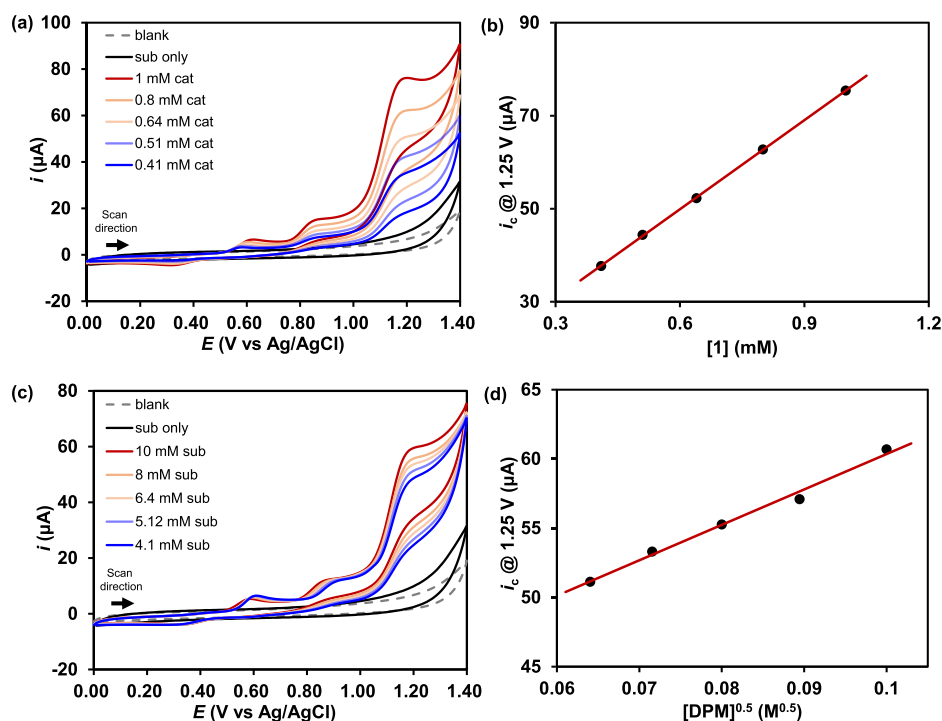 (a)
100
80
60
40
20
0
-20
i (µA)
blank
sub only
1 mM cat
0.8 mM cat
0.64 mM cat
0.51 mM cat
0.41 mM cat
Scan
direction
0.00 0.20 0.40 0.60 0.80 1.00 1.20 1.40
E (V vs Ag/AgCl)
(b)
90
70
50
30
ic @ 1.25 V (µA)
0.3 0.6 0.9 1.2
[1] (mM)
(c)
80
60
40
20
0
-20
i (µA)
blank
sub only
10 mM sub
8 mM sub
6.4 mM sub
5.12 mM sub
4.1 mM sub
Scan
direction
0.00 0.20 0.40 0.60 0.80 1.00 1.20 1.40
E (V vs Ag/AgCl)
(d)
65
60
55
50
45
ic @ 1.25 V (µA)
0.06 0.07 0.08 0.09 0.1
[DPM]^0.5 (M^0.5)